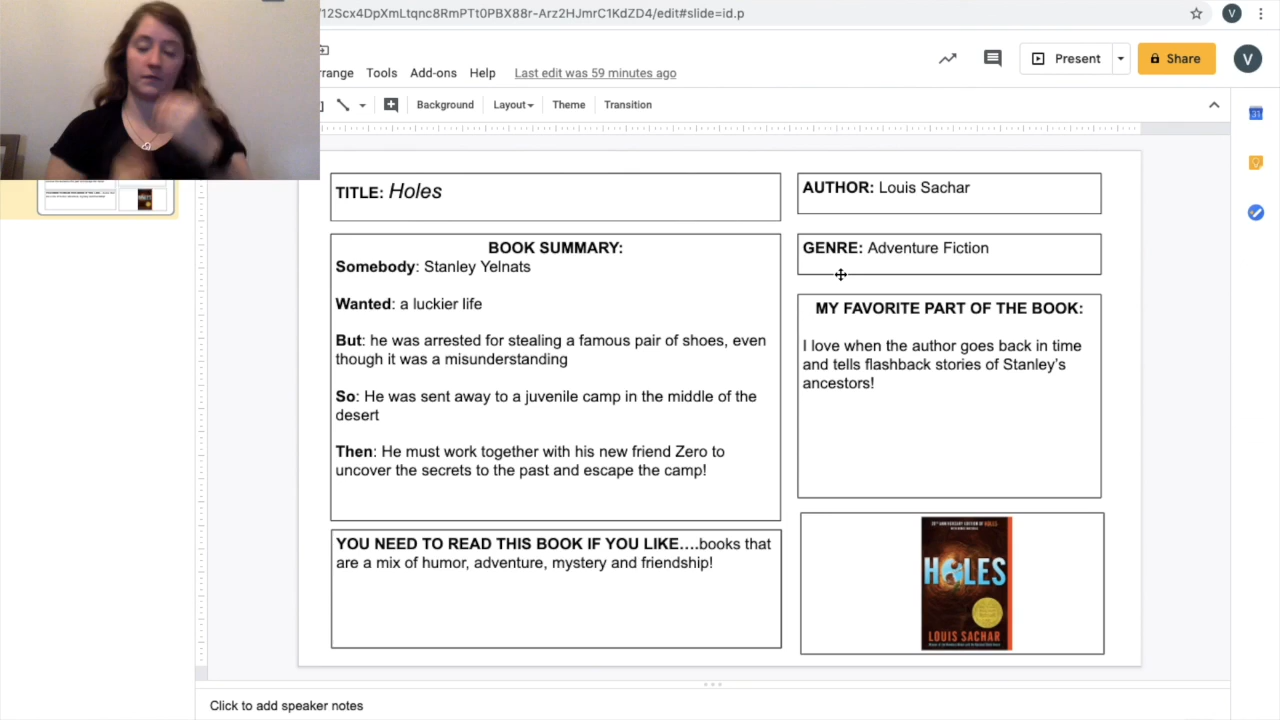 12Scx4DpXmLtqnc8RmPTt0PBX88r-Arz2HJmrC1KdZD4/edit#slide=id.p
V
rrange Tools Add-ons Help Last edit was 59 minutes ago
Present
Share
V
Background Layout Theme Transition
31
TITLE: Holes
AUTHOR: Louis Sachar
GENRE: Adventure Fiction
BOOK SUMMARY:
Somebody: Stanley Yelnats
Wanted: a luckier life
But: he was arrested for stealing a famous pair of shoes, even
though it was a misunderstanding
So: He was sent away to a juvenile camp in the middle of the
desert
Then: He must work together with his new friend Zero to
uncover the secrets to the past and escape the camp!
MY FAVORITE PART OF THE BOOK:
I love when the author goes back in time
and tells flashback stories of Stanley’s
ancestors!
YOU NEED TO READ THIS BOOK IF YOU LIKE….books that
are a mix of humor, adventure, mystery and friendship!
HOLES
LOUIS SACHAR
Click to add speaker notes